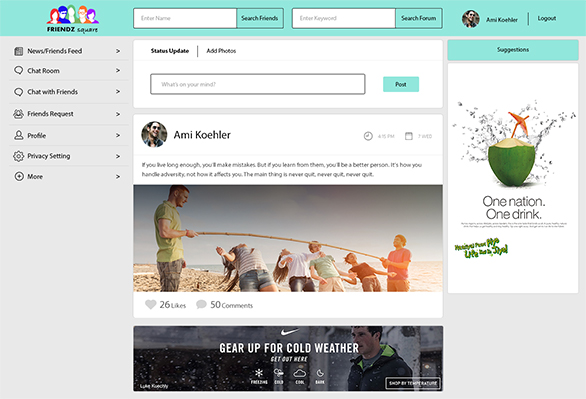 FRIENDZ square
Enter Name
Search Friends
Enter Keyword
Search Forum
Ami Koehler
Logout
News/Friends Feed >
Chat Room >
Chat with Friends >
Friends Request >
Profile >
Privacy Setting >
More >
Status Update
Add Photos
What's on your mind?
Post
Ami Koehler
4:15 PM
7 WED
If you live long enough, you'll make mistakes. But if you learn from them, you'll be a better person. It's how you
handle adversity, not how it affects you. The main thing is never quit, never quit, never quit.
26 Likes
50 Comments
GEAR UP FOR COLD WEATHER
GET OUT HERE
FREEZING
COLD
COOL
DARK
Luke Kuechly
SHOP BY TEMPERATURE
Suggestions
One nation.
One drink.